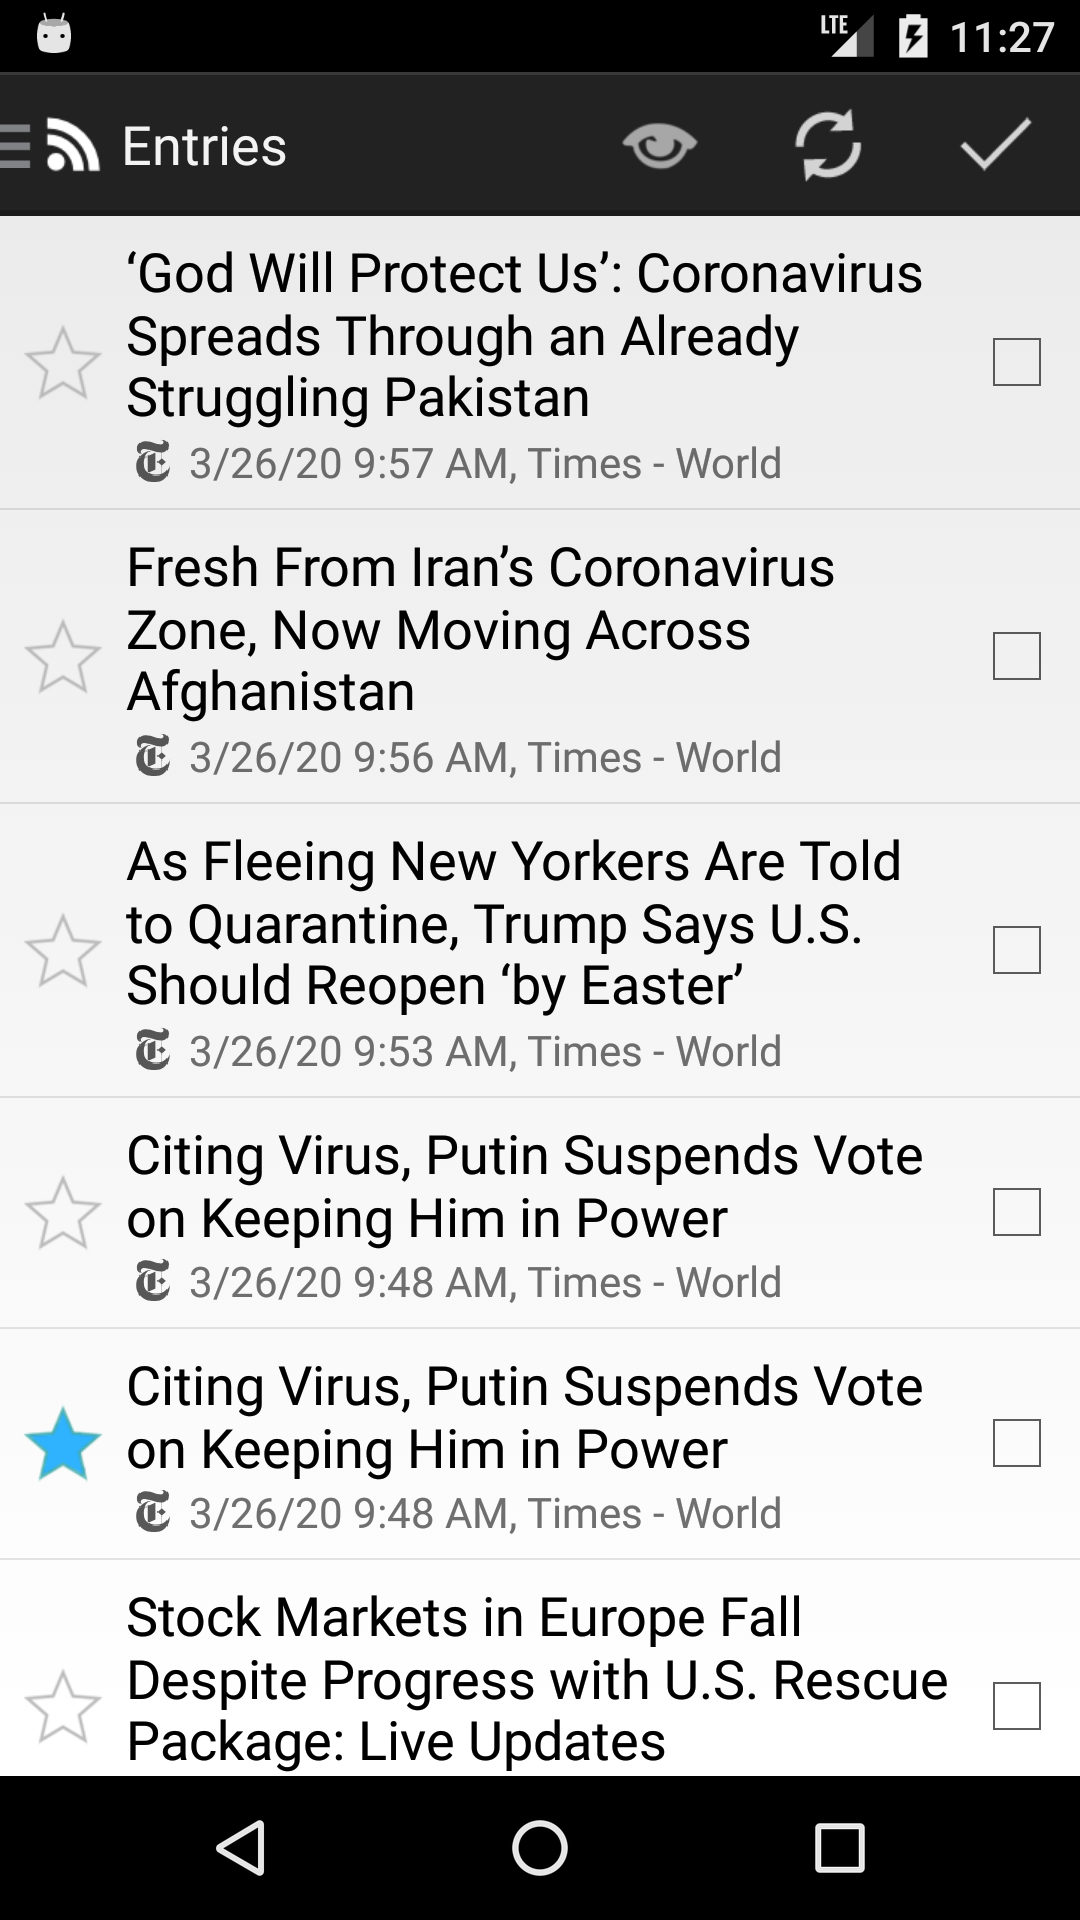 LTE 11:27
Entries
‘God Will Protect Us’: Coronavirus
Spreads Through an Already
Struggling Pakistan
3/26/20 9:57 AM, Times - World
Fresh From Iran’s Coronavirus
Zone, Now Moving Across
Afghanistan
3/26/20 9:56 AM, Times - World
As Fleeing New Yorkers Are Told
to Quarantine, Trump Says U.S.
Should Reopen ‘by Easter’
3/26/20 9:53 AM, Times - World
Citing Virus, Putin Suspends Vote
on Keeping Him in Power
3/26/20 9:48 AM, Times - World
Citing Virus, Putin Suspends Vote
on Keeping Him in Power
3/26/20 9:48 AM, Times - World
Stock Markets in Europe Fall
Despite Progress with U.S. Rescue
Package: Live Updates